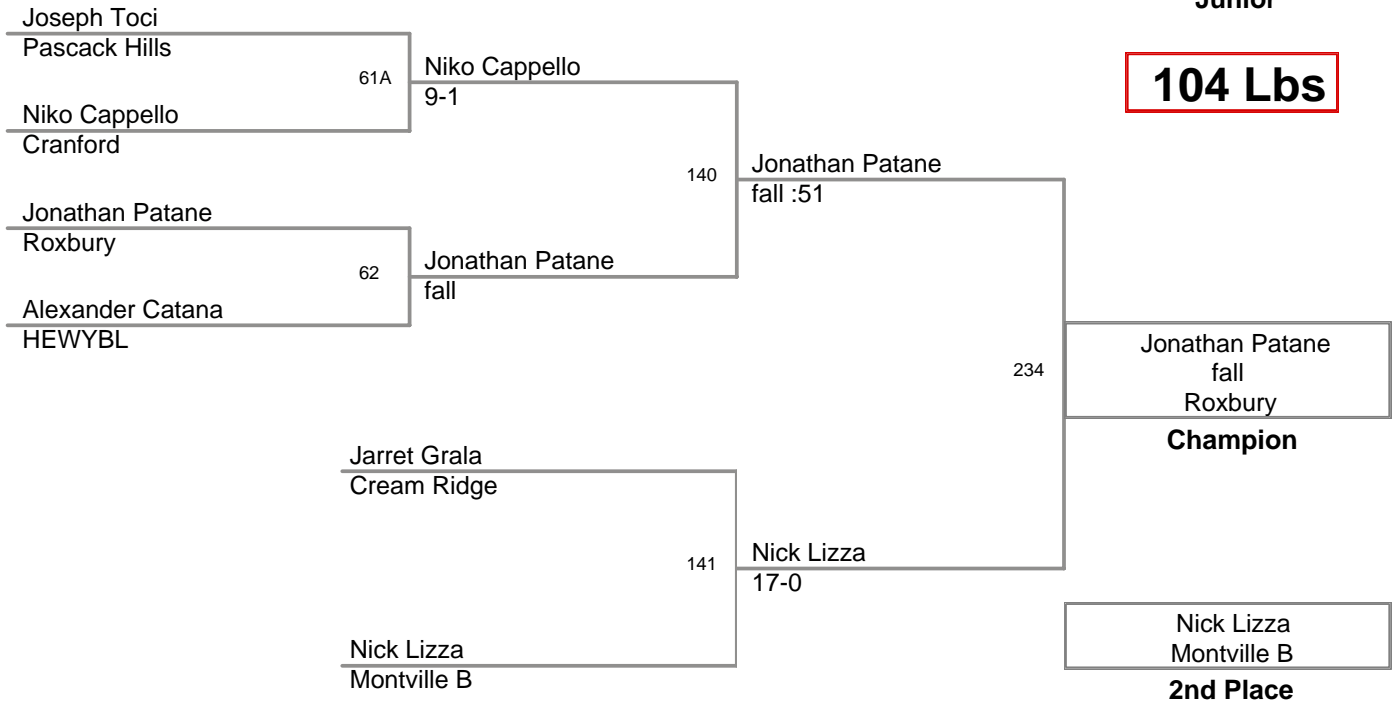 Junior
104 Lbs
Joseph Toci
Pascack Hills
61A
Niko Cappello
9-1
Niko Cappello
Cranford
140
Jonathan Patane
fall :51
Jonathan Patane
Roxbury
62
Jonathan Patane
fall
Alexander Catana
HEWYBL
234
Jonathan Patane
fall
Roxbury
Champion
Jarret Grala
Cream Ridge
141
Nick Lizza
17-0
Nick Lizza
Montville B
Nick Lizza
Montville B
2nd Place